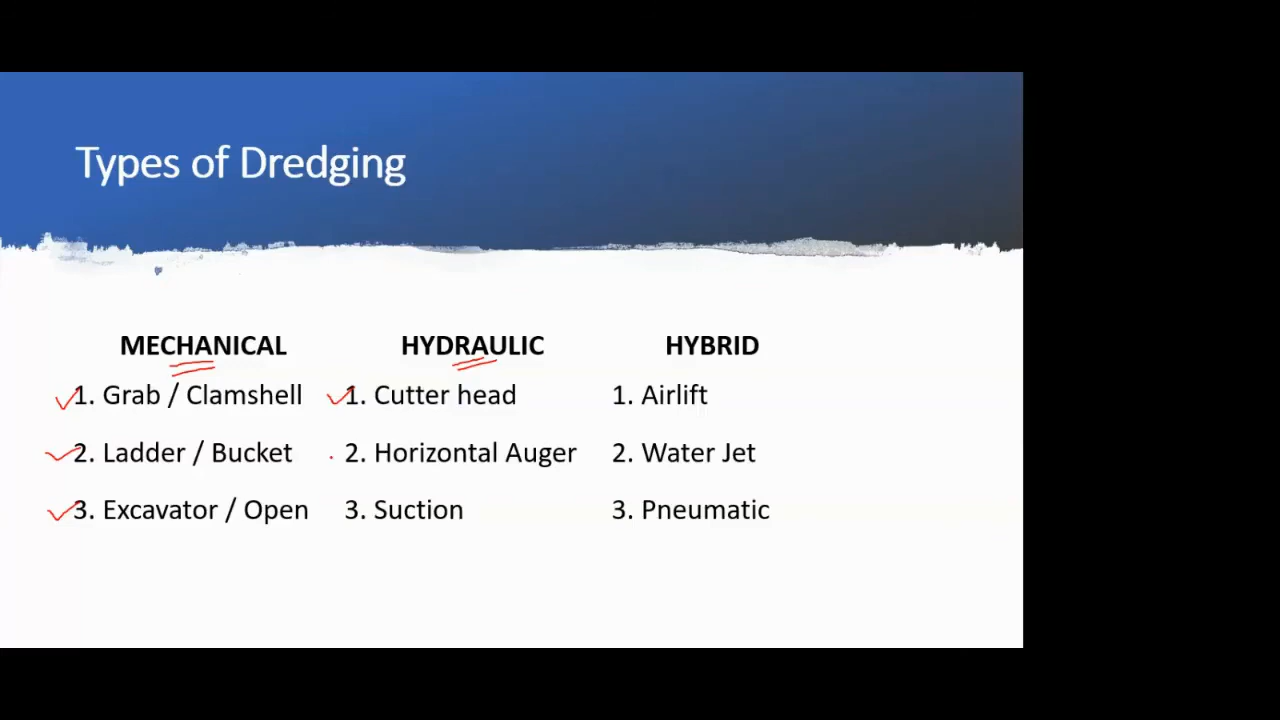 Types of Dredging
MECHANICAL HYDRAULIC HYBRID
1. Grab / Clamshell 1. Cutter head 1. Airlift
2. Ladder / Bucket 2. Horizontal Auger 2. Water Jet
3. Excavator / Open 3. Suction 3. Pneumatic